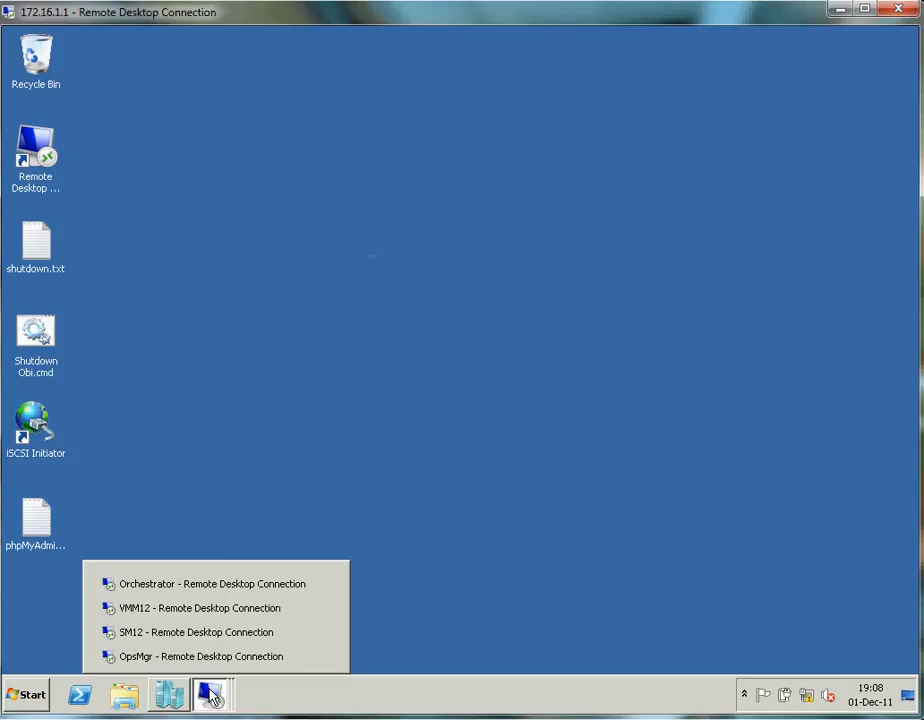 172.16.1.1 - Remote Desktop Connection
Recycle Bin
Remote
Desktop ...
shutdown.txt
Shutdown
Obi.cmd
iSCSI Initiator
phpMyAdmi...
Orchestrator - Remote Desktop Connection
VMM12 - Remote Desktop Connection
SM12 - Remote Desktop Connection
OpsMgr - Remote Desktop Connection
Start
19:08
01-Dec-11